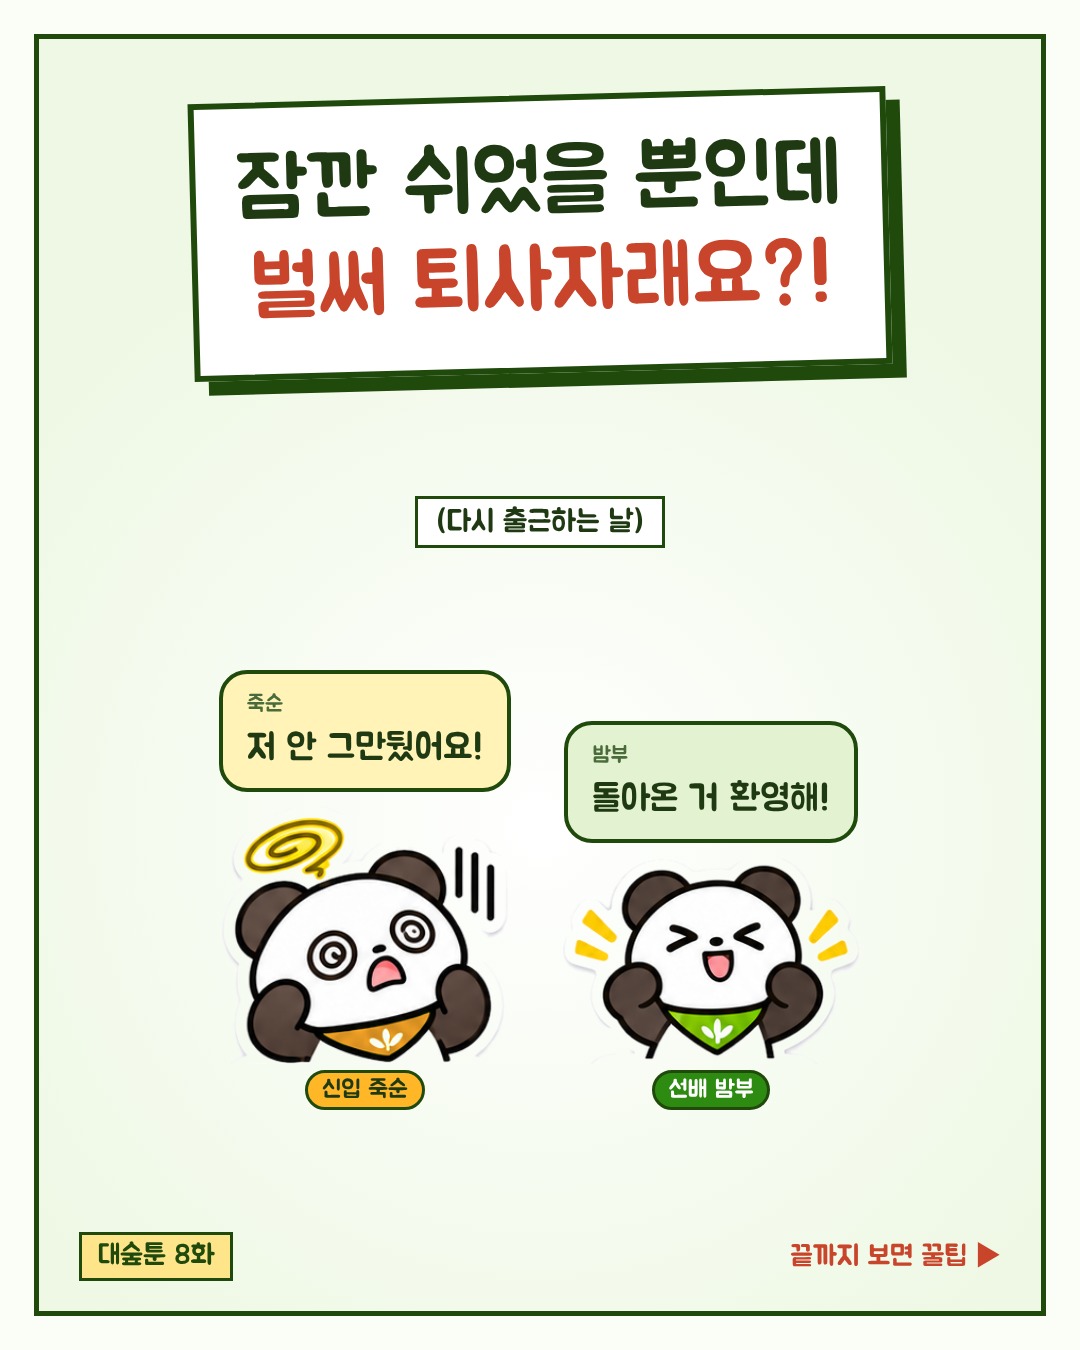 잠깐 쉬었을 뿐인데
벌써 퇴사자래요?!
(다시 출근하는 날)
죽순
저 안 그만뒀어요!
밤부
돌아온 거 환영해!
신입 죽순
선배 밤부
대숲툰 8화
끝까지 보면 꿀팁 ▶